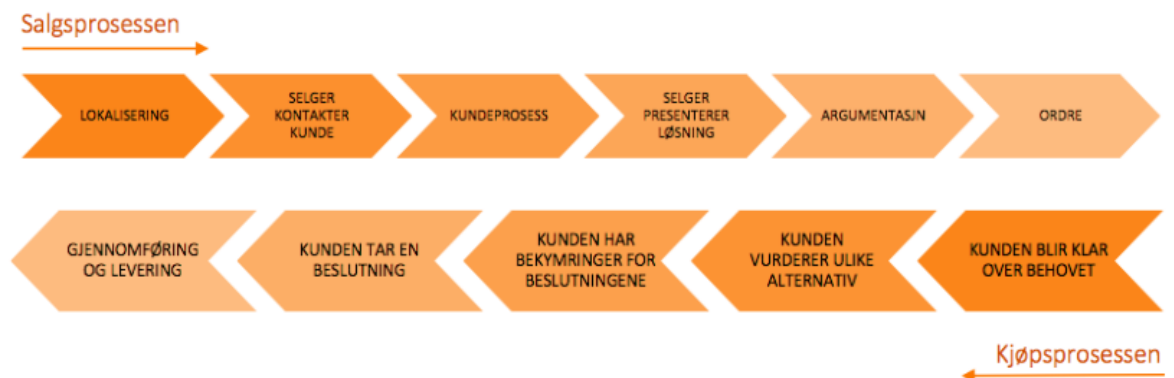 Salgsprosessen
LOKALISERING
SELGER
KONTAKTER
KUNDE
KUNDEPROSESS
SELGER
PRESENTERER
LØSNING
ARGUMENTASJN
ORDRE
GJENNOMFØRING
OG LEVERING
KUNDEN TAR EN
BESLUTNING
KUNDEN HAR
BEKYMRINGER FOR
BESLUTNINGENE
KUNDEN
VURDERER ULIKE
ALTERNATIV
KUNDEN BLIR KLAR
OVER BEHOVET
Kjøpsprosessen